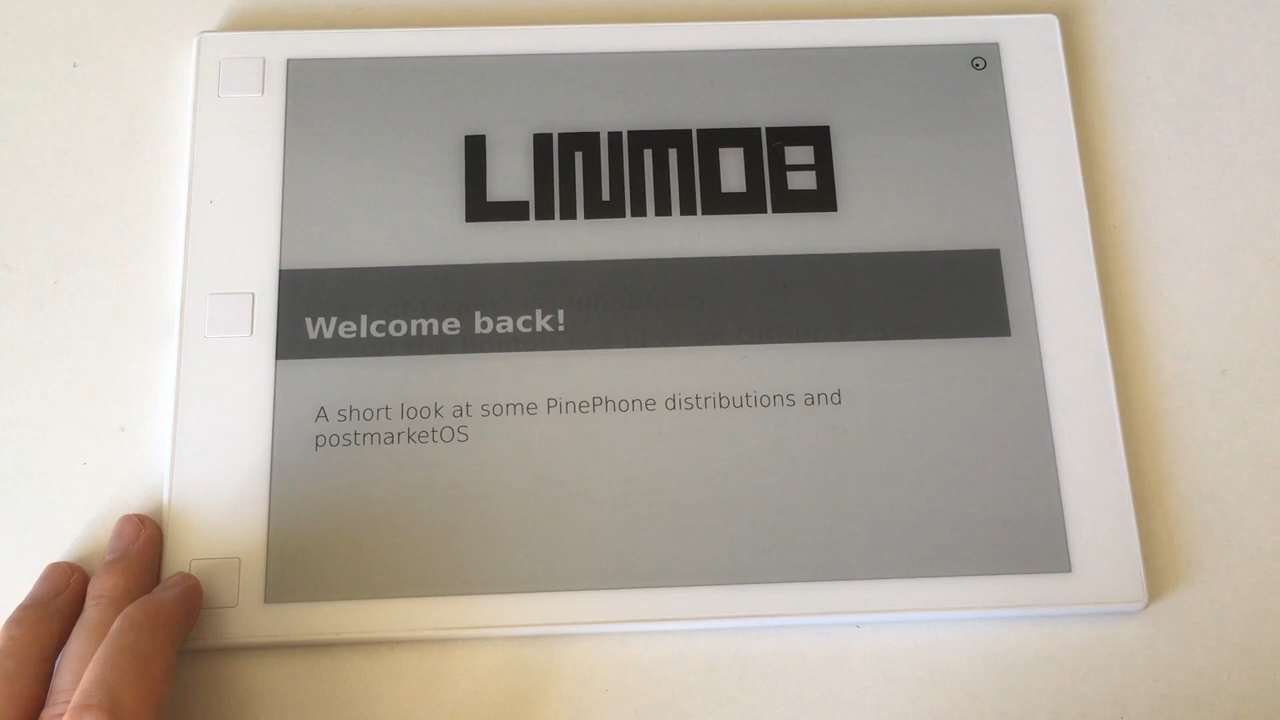 LINMOB
Welcome back!
A short look at some PinePhone distributions and
postmarketOS